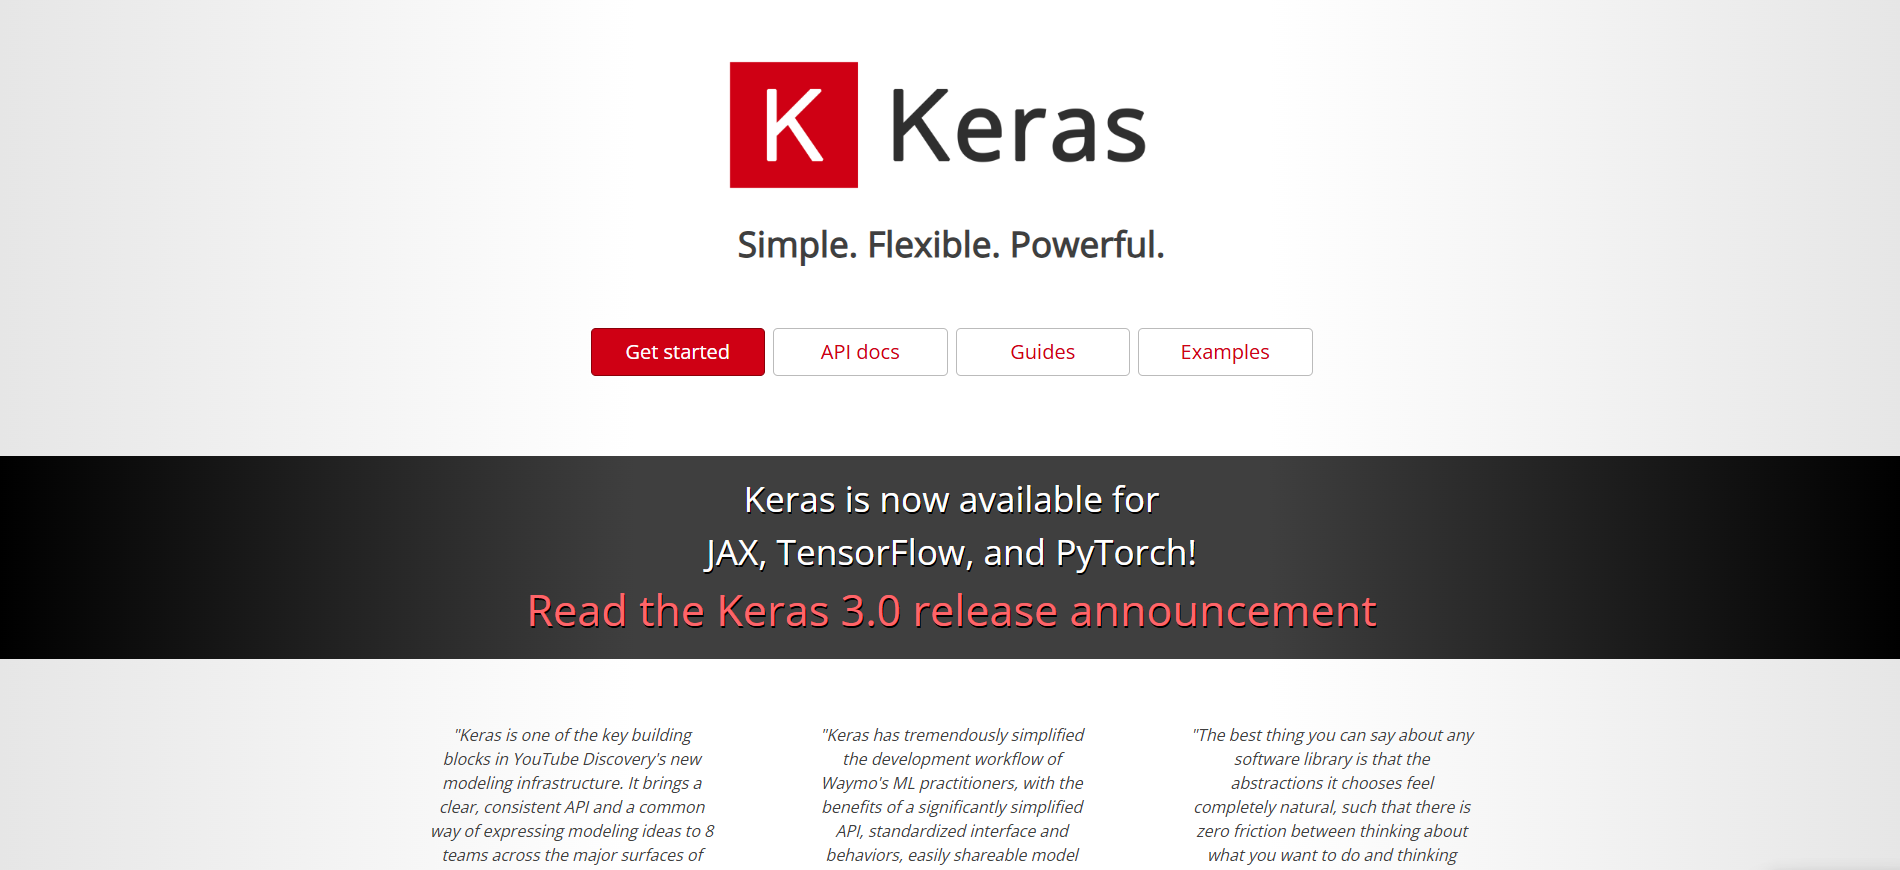 K Keras
Simple. Flexible. Powerful.
Get started API docs Guides Examples
Keras is now available for
JAX, TensorFlow, and PyTorch!
Read the Keras 3.0 release announcement
"Keras is one of the key building
blocks in YouTube Discovery's new
modeling infrastructure. It brings a
clear, consistent API and a common
way of expressing modeling ideas to 8
teams across the major surfaces of
"Keras has tremendously simplified
the development workflow of
Waymo's ML practitioners, with the
benefits of a significantly simplified
API, standardized interface and
behaviors, easily shareable model
"The best thing you can say about any
software library is that the
abstractions it chooses feel
completely natural, such that there is
zero friction between thinking about
what you want to do and thinking